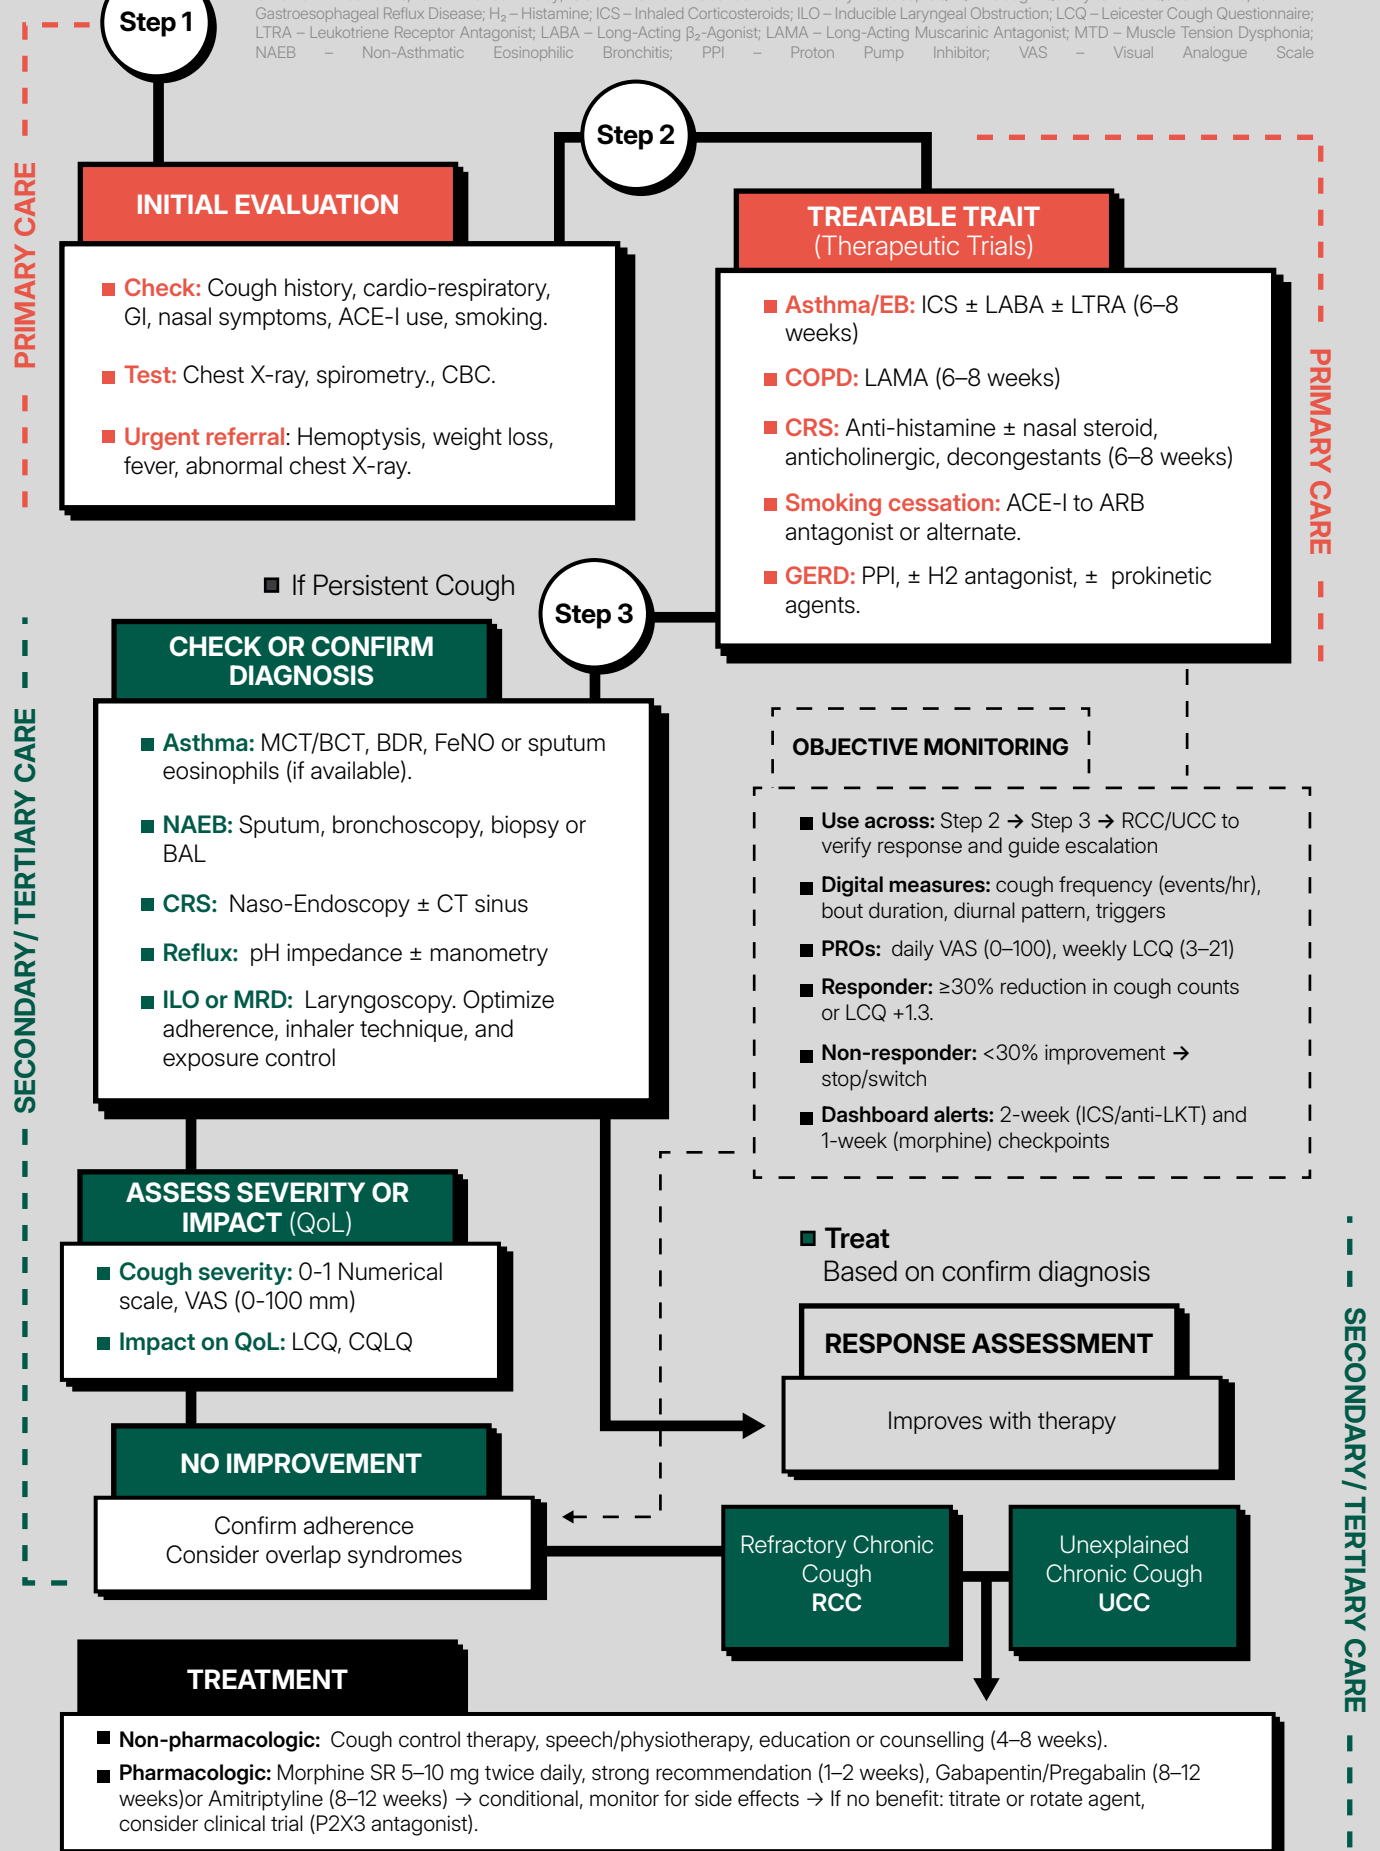 Step 1
Gastroesophageal Reflux Disease; H₂ – Histamine; ICS – Inhaled Corticosteroids; ILO – Inducible Laryngeal Obstruction; LCQ – Leicester Cough Questionnaire;
LTRA – Leukotriene Receptor Antagonist; LABA – Long-Acting β₂-Agonist; LAMA – Long-Acting Muscarinic Antagonist; MTD – Muscle Tension Dysphonia;
NAEB – Non-Asthmatic Eosinophilic Bronchitis; PPI – Proton Pump Inhibitor; VAS – Visual Analogue Scale
PRIMARY CARE
INITIAL EVALUATION
Check: Cough history, cardio-respiratory,
GI, nasal symptoms, ACE-I use, smoking.
Test: Chest X-ray, spirometry., CBC.
Urgent referral: Hemoptysis, weight loss,
fever, abnormal chest X-ray.
Step 2
TREATABLE TRAIT
(Therapeutic Trials)
Asthma/EB: ICS ± LABA ± LTRA (6–8
weeks)
COPD: LAMA (6–8 weeks)
CRS: Anti-histamine ± nasal steroid,
anticholinergic, decongestants (6–8 weeks)
Smoking cessation: ACE-I to ARB
antagonist or alternate.
GERD: PPI, ± H2 antagonist, ± prokinetic
agents.
PRIMARY CARE
If Persistent Cough
Step 3
CHECK OR CONFIRM
DIAGNOSIS
Asthma: MCT/BCT, BDR, FeNO or sputum
eosinophils (if available).
NAEB: Sputum, bronchoscopy, biopsy or
BAL
CRS: Naso-Endoscopy ± CT sinus
Reflux: pH impedance ± manometry
ILO or MRD: Laryngoscopy. Optimize
adherence, inhaler technique, and
exposure control
SECONDARY/ TERTIARY CARE
OBJECTIVE MONITORING
Use across: Step 2 → Step 3 → RCC/UCC to
verify response and guide escalation
Digital measures: cough frequency (events/hr),
bout duration, diurnal pattern, triggers
PROs: daily VAS (0–100), weekly LCQ (3–21)
Responder: ≥30% reduction in cough counts
or LCQ +1.3.
Non-responder: <30% improvement →
stop/switch
Dashboard alerts: 2-week (ICS/anti-LKT) and
1-week (morphine) checkpoints
ASSESS SEVERITY OR
IMPACT (QoL)
Cough severity: 0-1 Numerical
scale, VAS (0-100 mm)
Impact on QoL: LCQ, CQLQ
Treat
Based on confirm diagnosis
RESPONSE ASSESSMENT
Improves with therapy
NO IMPROVEMENT
Confirm adherence
Consider overlap syndromes
Refractory Chronic
Cough
RCC
Unexplained
Chronic Cough
UCC
SECONDARY/ TERTIARY CARE
TREATMENT
Non-pharmacologic: Cough control therapy, speech/physiotherapy, education or counselling (4–8 weeks).
Pharmacologic: Morphine SR 5–10 mg twice daily, strong recommendation (1–2 weeks), Gabapentin/Pregabalin (8–12
weeks)or Amitriptyline (8–12 weeks) → conditional, monitor for side effects → If no benefit: titrate or rotate agent,
consider clinical trial (P2X3 antagonist).